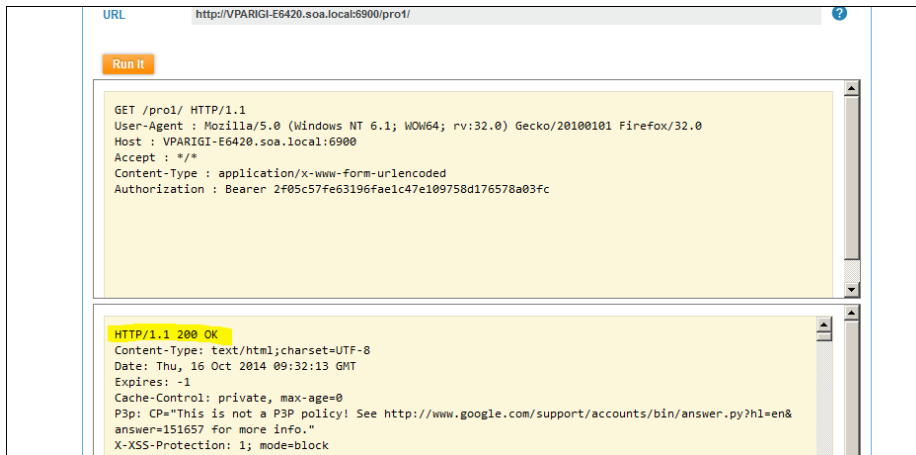 URL http://VPARIGI-E6420.soa.local:6900/pro1/ ?
Run It
GET /pro1/ HTTP/1.1
User-Agent : Mozilla/5.0 (Windows NT 6.1; WOW64; rv:32.0) Gecko/20100101 Firefox/32.0
Host : VPARIGI-E6420.soa.local:6900
Accept : */*
Content-Type : application/x-www-form-urlencoded
Authorization : Bearer 2f05c57fe63196fae1c47e109758d176578a03fc
HTTP/1.1 200 OK
Content-Type: text/html;charset=UTF-8
Date: Thu, 16 Oct 2014 09:32:13 GMT
Expires: -1
Cache-Control: private, max-age=0
P3p: CP="This is not a P3P policy! See http://www.google.com/support/accounts/bin/answer.py?hl=en&
answer=151657 for more info."
X-XSS-Protection: 1; mode=block